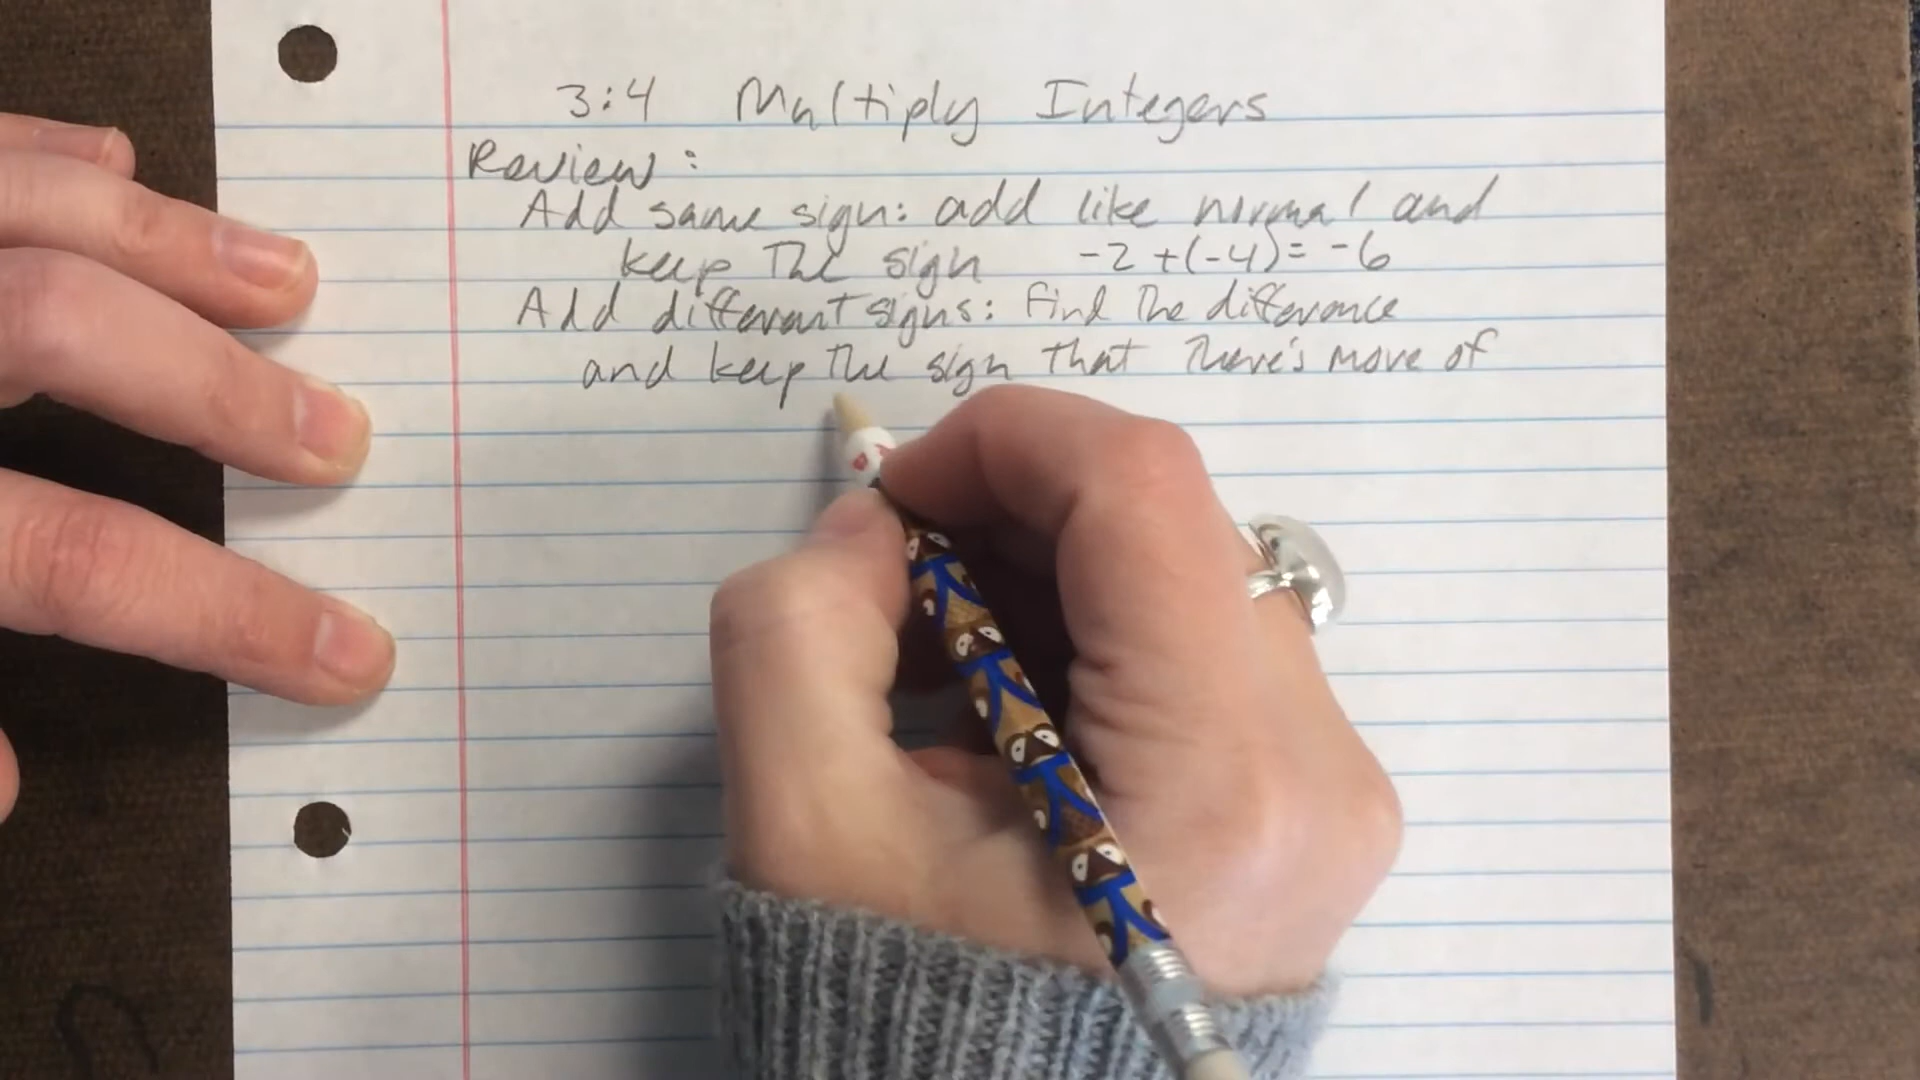 3:4 Multiply Integers
Review:
Add same sign: add like normal and
keep the sign -2 +(-4)= -6
Add different signs: find the difference
and keep the sign that there's more of